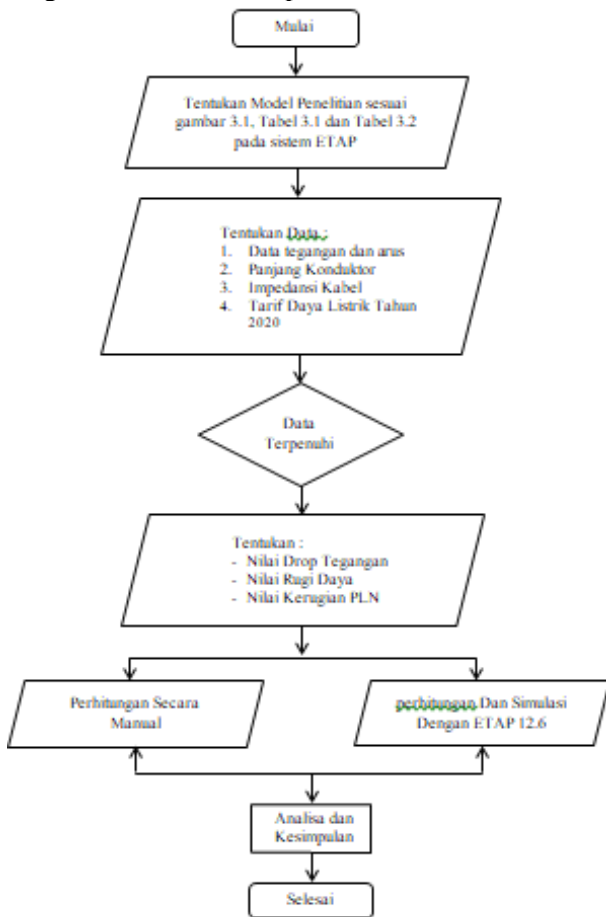 Mulai
Tentukan Model Penelitian sesuai
gambar 3.1, Tabel 3.1 dan Tabel 3.2
pada sistem ETAP
Tentukan Data :
1. Data tegangan dan arus
2. Panjang Konduktor
3. Impedansi Kabel
4. Tarif Daya Listrik Tahun
2020
Data
Terpenuhi
Tentukan :
- Nilai Drop Tegangan
- Nilai Rugi Daya
- Nilai Kerugian PLN
Perhitungan Secara
Manual
perhitungan Dan Simulasi
Dengan ETAP 12.6
Analisa dan
Kesimpulan
Selesai